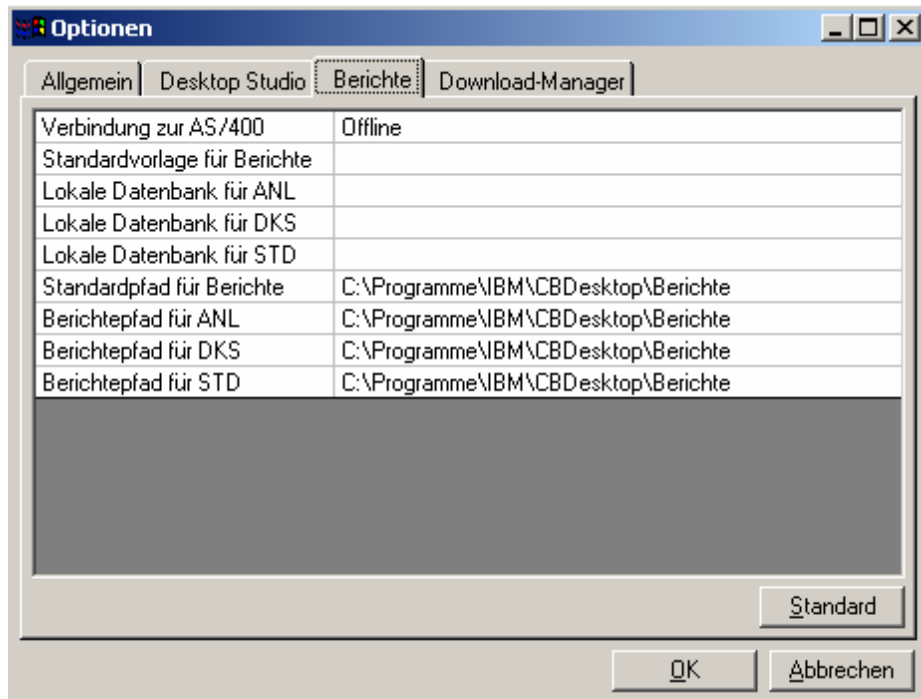 Optionen
Allgemein Desktop Studio Berichte Download-Manager
Verbindung zur AS/400 Offline
Standardvorlage für Berichte
Lokale Datenbank für ANL
Lokale Datenbank für DKS
Lokale Datenbank für STD
Standardpfad für Berichte C:\Programme\IBM\CBDesktop\Berichte
Berichtepfad für ANL C:\Programme\IBM\CBDesktop\Berichte
Berichtepfad für DKS C:\Programme\IBM\CBDesktop\Berichte
Berichtepfad für STD C:\Programme\IBM\CBDesktop\Berichte
Standard
OK Abbrechen